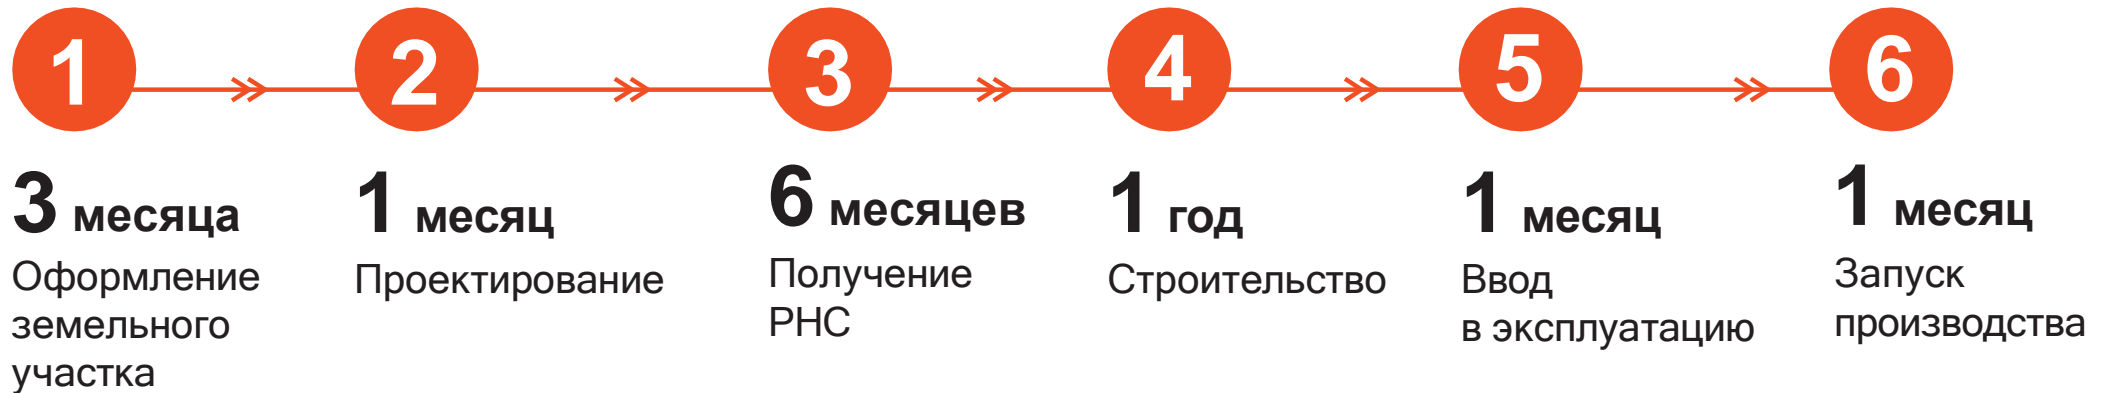 1
2
3
4
5
6
3 месяца
Оформление
земельного
участка
1 месяц
Проектирование
6 месяцев
Получение
РНС
1 год
Строительство
1 месяц
Ввод
в эксплуатацию
1 месяц
Запуск
производства